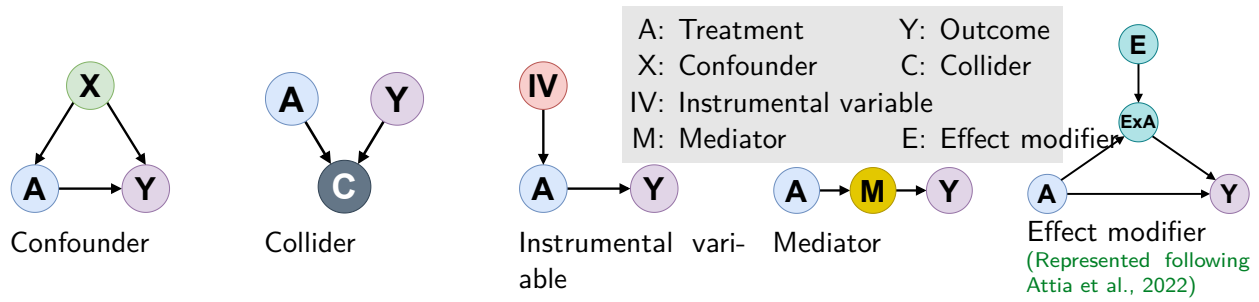 A: Treatment Y: Outcome
X: Confounder C: Collider
IV: Instrumental variable
M: Mediator E: Effect modifier
X
A
Y
Confounder
A
Y
C
Collider
IV
A
Y
Instrumental vari-
able
A
M
Y
Mediator
E
ExA
A
Y
Effect modifier
(Represented following
Attia et al., 2022)